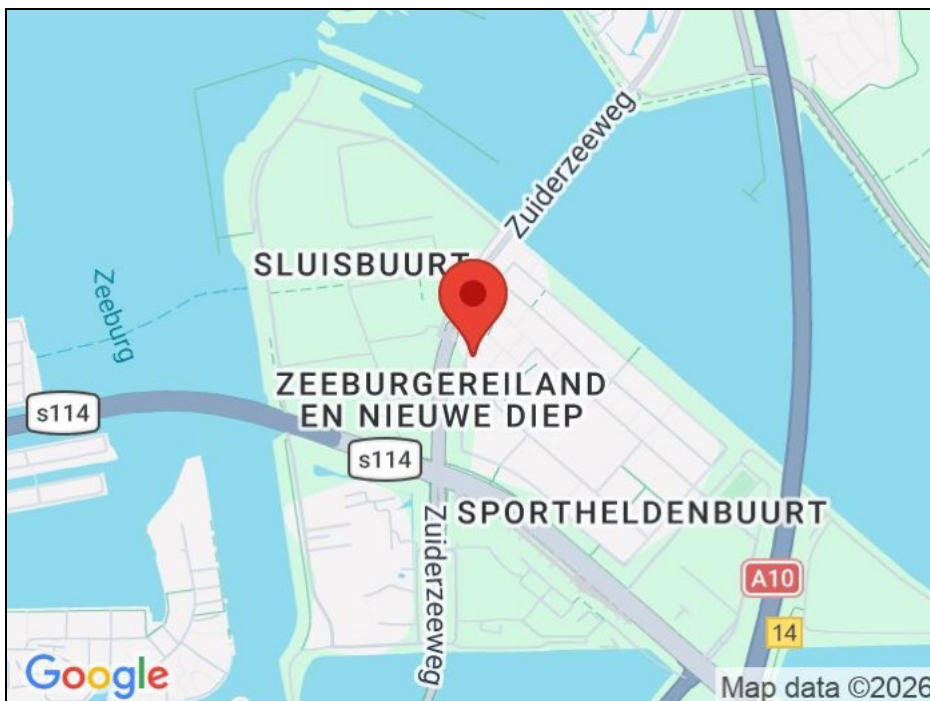 Zuiderzeeweg
SLUISBUURT
Zeeburg
ZEEBURGEREILAND
EN NIEUWE DIEP
s114
s114
SPORTHELDENBUURT
Zuiderzeeweg
A10
14
Google
Map data ©2026